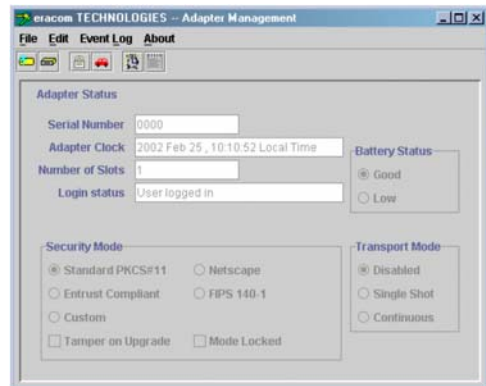 eracom TECHNOLOGIES -- Adapter Management
File Edit Event Log About
Adapter Status
Serial Number 0000
Adapter Clock 2002 Feb 25 , 10:10:52 Local Time
Number of Slots 1
Login status User logged in
Battery Status
Good
Low
Security Mode
Standard PKCS#11 Netscape
Entrust Compliant FIPS 140-1
Custom
Tamper on Upgrade Mode Locked
Transport Mode
Disabled
Single Shot
Continuous